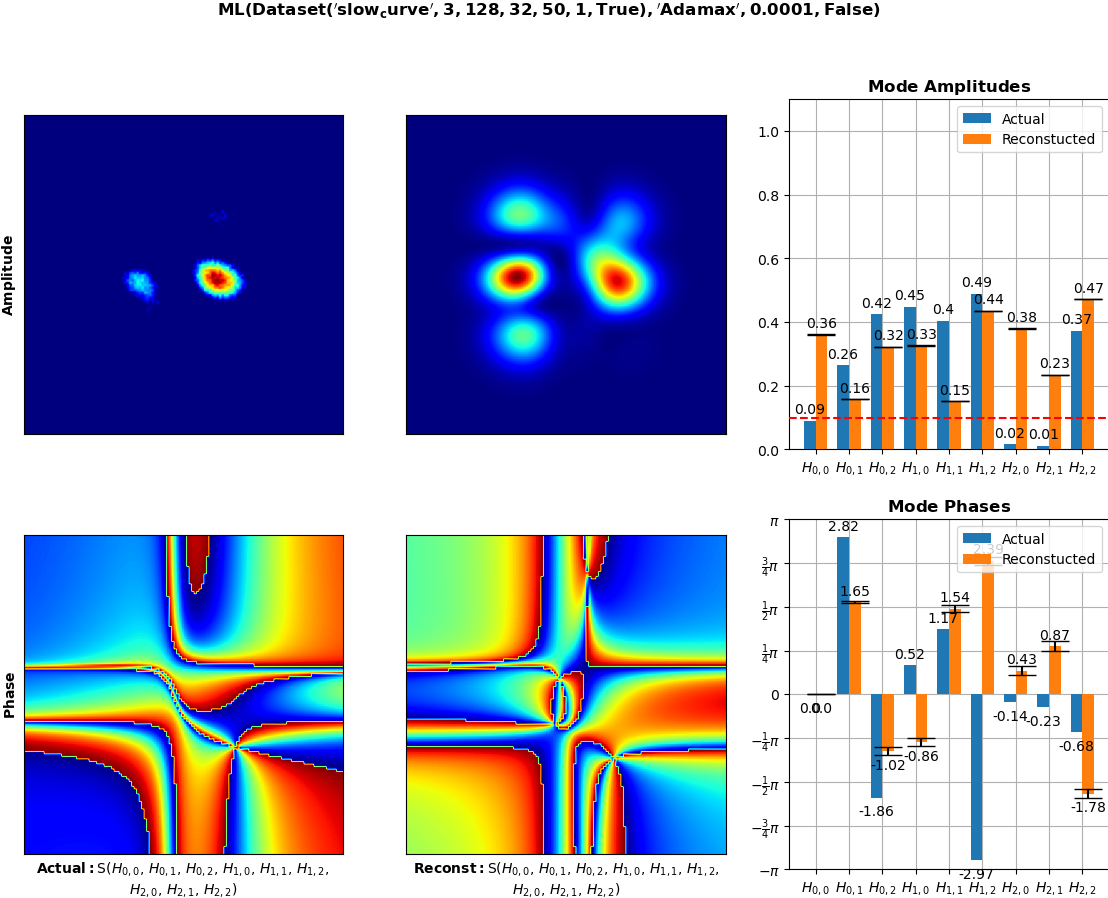 ML(Dataset('slow_curve', 3, 128, 32, 50, 1, True), 'Adamax', 0.0001, False)
Amplitude
Mode Amplitudes
Actual
Reconstucted
1.0
0.8
0.6
0.4
0.2
0.0
0.09
0.36
0.26
0.16
0.42
0.32
0.45
0.33
0.4
0.15
0.49
0.44
0.02
0.38
0.01
0.23
0.37
0.47
H0,0 H0,1 H0,2 H1,0 H1,1 H1,2 H2,0 H2,1 H2,2
Phase
Actual: S(H0,0, H0,1, H0,2, H1,0, H1,1, H1,2,
H2,0, H2,1, H2,2)
Reconst: S(H0,0, H0,1, H0,2, H1,0, H1,1, H1,2,
H2,0, H2,1, H2,2)
Mode Phases
Actual
Reconstucted
π
3/4π
1/2π
1/4π
0
−1/4π
−1/2π
−3/4π
−π
0.0
0.0
2.82
1.65
-1.86
-1.02
0.52
-0.86
1.17
1.54
-2.97
2.39
-0.14
0.43
-0.23
0.87
-0.68
-1.78
H0,0 H0,1 H0,2 H1,0 H1,1 H1,2 H2,0 H2,1 H2,2